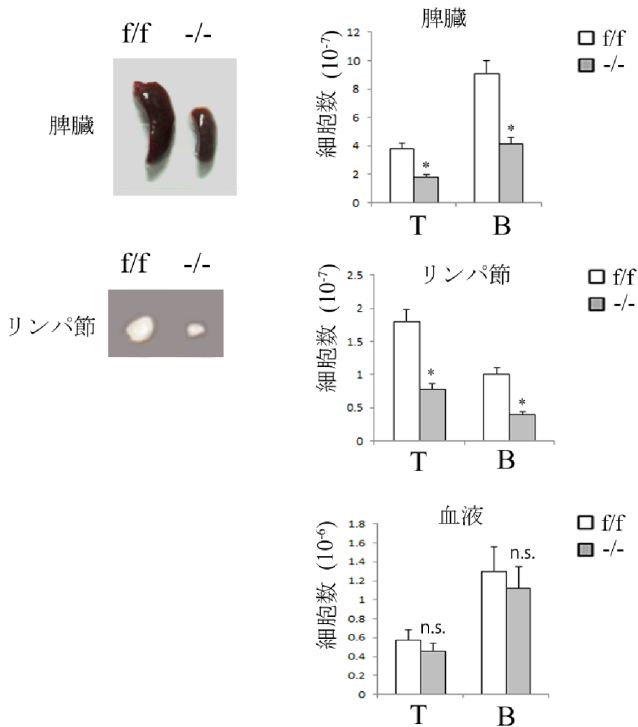 f/f -/-
脾臓
脾臓
細胞数 (10-7)
14
12
10
8
6
4
2
0
*
*
T B
f/f
-/-
f/f -/-
リンパ節
リンパ節
細胞数 (10-7)
2.5
2
1.5
1
0.5
0
*
*
T B
f/f
-/-
血液
細胞数 (10-6)
1.8
1.6
1.4
1.2
1
0.8
0.6
0.4
0.2
0
n.s.
n.s.
T B
f/f
-/-